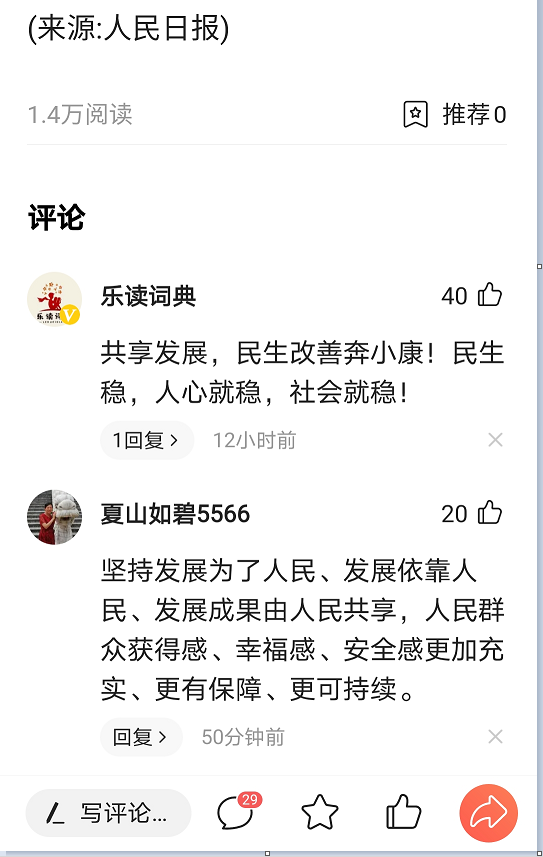 (来源:人民日报)
1.4万阅读
推荐0
评论
乐读词典
40
共享发展，民生改善奔小康！民生
稳，人心就稳，社会就稳！
1回复
12小时前
夏山如碧5566
20
坚持发展为了人民、发展依靠人
民、发展成果由人民共享，人民群
众获得感、幸福感、安全感更加充
实、更有保障、更可持续。
回复
50分钟前
写评论...
29